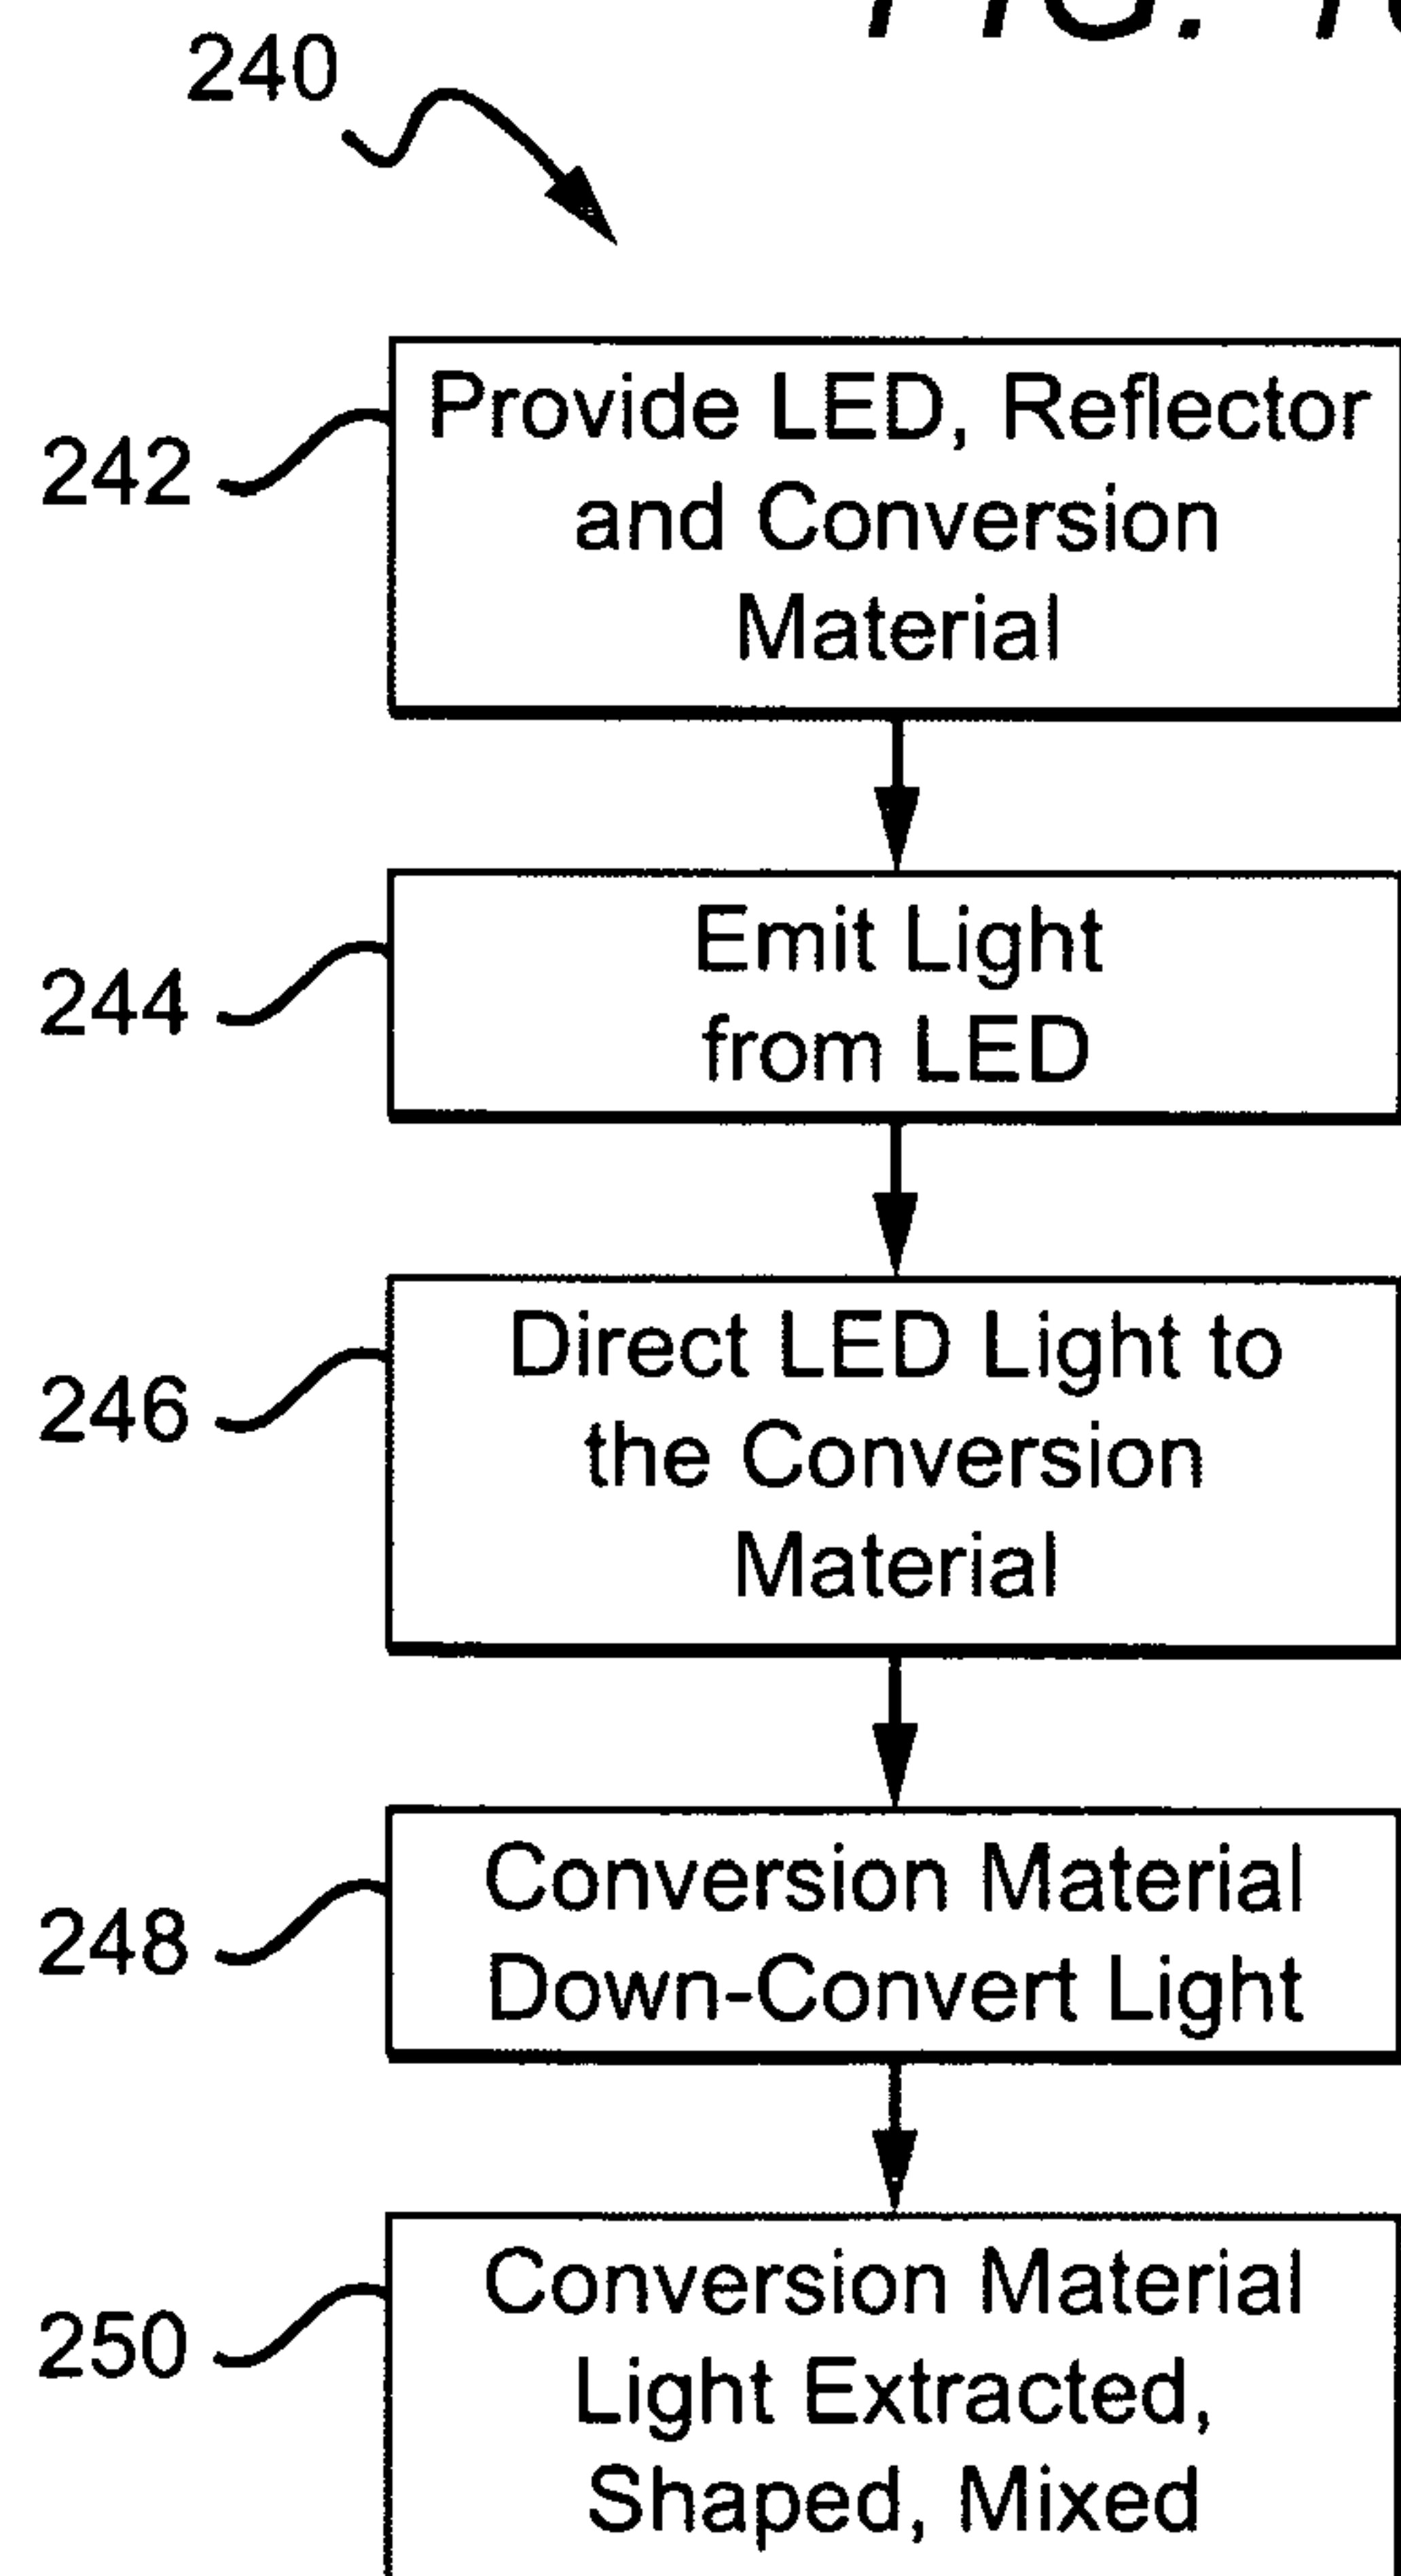 FIG. 
240
242
Provide LED, Reflector
and Conversion
Material
244
Emit Light
from LED
246
Direct LED Light to
the Conversion
Material
248
Conversion Material
Down-Convert Light
250
Conversion Material
Light Extracted,
Shaped, Mixed